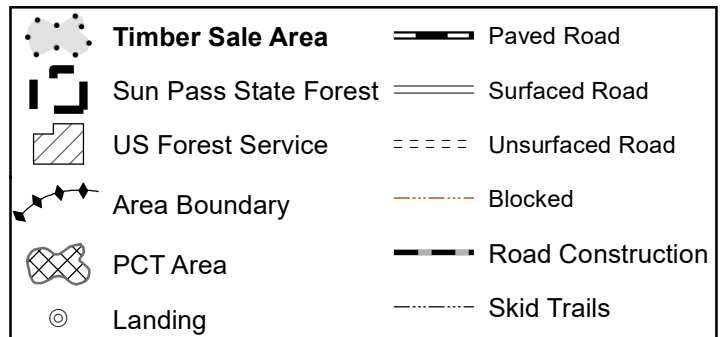 Timber Sale Area
Sun Pass State Forest
US Forest Service
Area Boundary
PCT Area
Landing
Paved Road
Surfaced Road
Unsurfaced Road
Blocked
Road Construction
Skid Trails